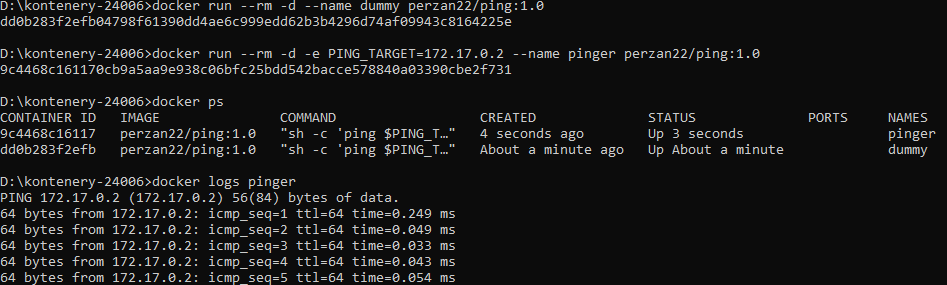 D:\kontenery-24006>docker run --rm -d --name dummy perzan22/ping:1.0
dd0b283f2efb04798f61390dd4ae6c999edd62b3b4296d74af09943c8164225e
D:\kontenery-24006>docker run --rm -d -e PING_TARGET=172.17.0.2 --name pinger perzan22/ping:1.0
9c4468c161170cb9a5aa9e938c06bfc25bdd542bacce578840a03390cbe2f731
D:\kontenery-24006>docker ps
CONTAINER ID   IMAGE               COMMAND                  CREATED              STATUS              PORTS     NAMES
9c4468c16117   perzan22/ping:1.0   "sh -c 'ping $PING_T…"   4 seconds ago        Up 3 seconds                  pinger
dd0b283f2efb   perzan22/ping:1.0   "sh -c 'ping $PING_T…"   About a minute ago   Up About a minute             dummy
D:\kontenery-24006>docker logs pinger
PING 172.17.0.2 (172.17.0.2) 56(84) bytes of data.
64 bytes from 172.17.0.2: icmp_seq=1 ttl=64 time=0.249 ms
64 bytes from 172.17.0.2: icmp_seq=2 ttl=64 time=0.049 ms
64 bytes from 172.17.0.2: icmp_seq=3 ttl=64 time=0.033 ms
64 bytes from 172.17.0.2: icmp_seq=4 ttl=64 time=0.043 ms
64 bytes from 172.17.0.2: icmp_seq=5 ttl=64 time=0.054 ms